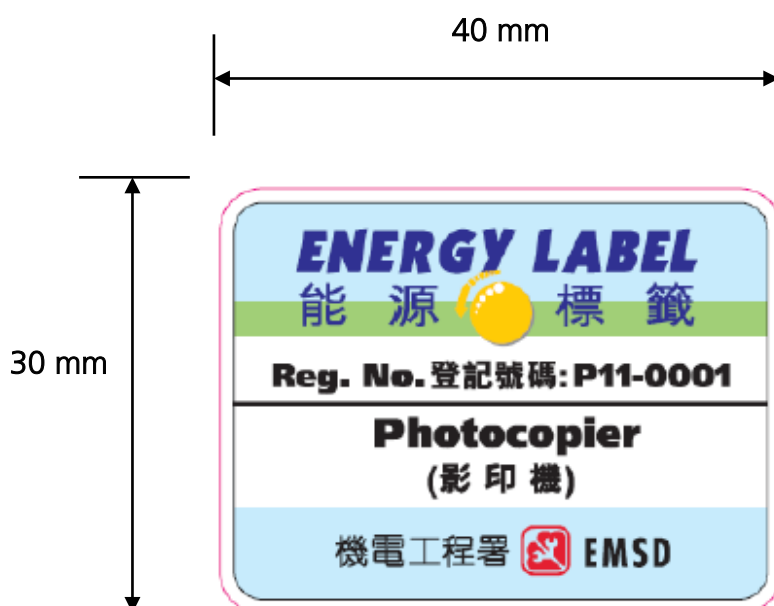 40 mm
30 mm
ENERGY LABEL
能 源 標 籤
Reg. No. 登記號碼: P11-0001
Photocopier
(影 印 機)
機電工程署 EMSD